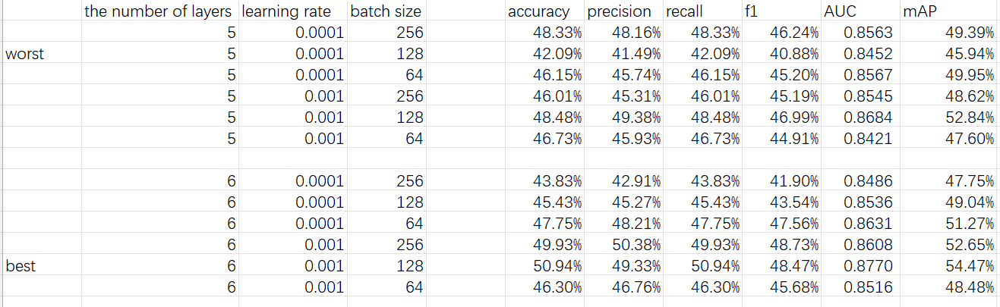 the number of layers learning rate batch size accuracy precision recall f1 AUC mAP
5 0.0001 256 48.33% 48.16% 48.33% 46.24% 0.8563 49.39%
worst 5 0.0001 128 42.09% 41.49% 42.09% 40.88% 0.8452 45.94%
5 0.0001 64 46.15% 45.74% 46.15% 45.20% 0.8567 49.95%
5 0.001 256 46.01% 45.31% 46.01% 45.19% 0.8545 48.62%
5 0.001 128 48.48% 49.38% 48.48% 46.99% 0.8684 52.84%
5 0.001 64 46.73% 45.93% 46.73% 44.91% 0.8421 47.60%
6 0.0001 256 43.83% 42.91% 43.83% 41.90% 0.8486 47.75%
6 0.0001 128 45.43% 45.27% 45.43% 43.54% 0.8536 49.04%
6 0.0001 64 47.75% 48.21% 47.75% 47.56% 0.8631 51.27%
6 0.001 256 49.93% 50.38% 49.93% 48.73% 0.8608 52.65%
best 6 0.001 128 50.94% 49.33% 50.94% 48.47% 0.8770 54.47%
6 0.001 64 46.30% 46.76% 46.30% 45.68% 0.8516 48.48%